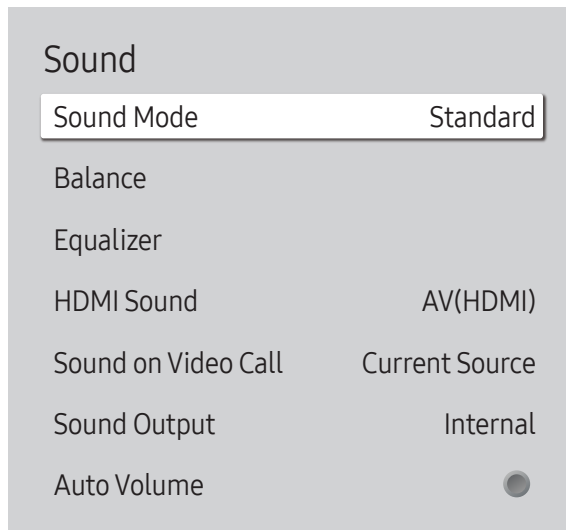 Sound
Sound Mode Standard
Balance
Equalizer
HDMI Sound AV(HDMI)
Sound on Video Call Current Source
Sound Output Internal
Auto Volume